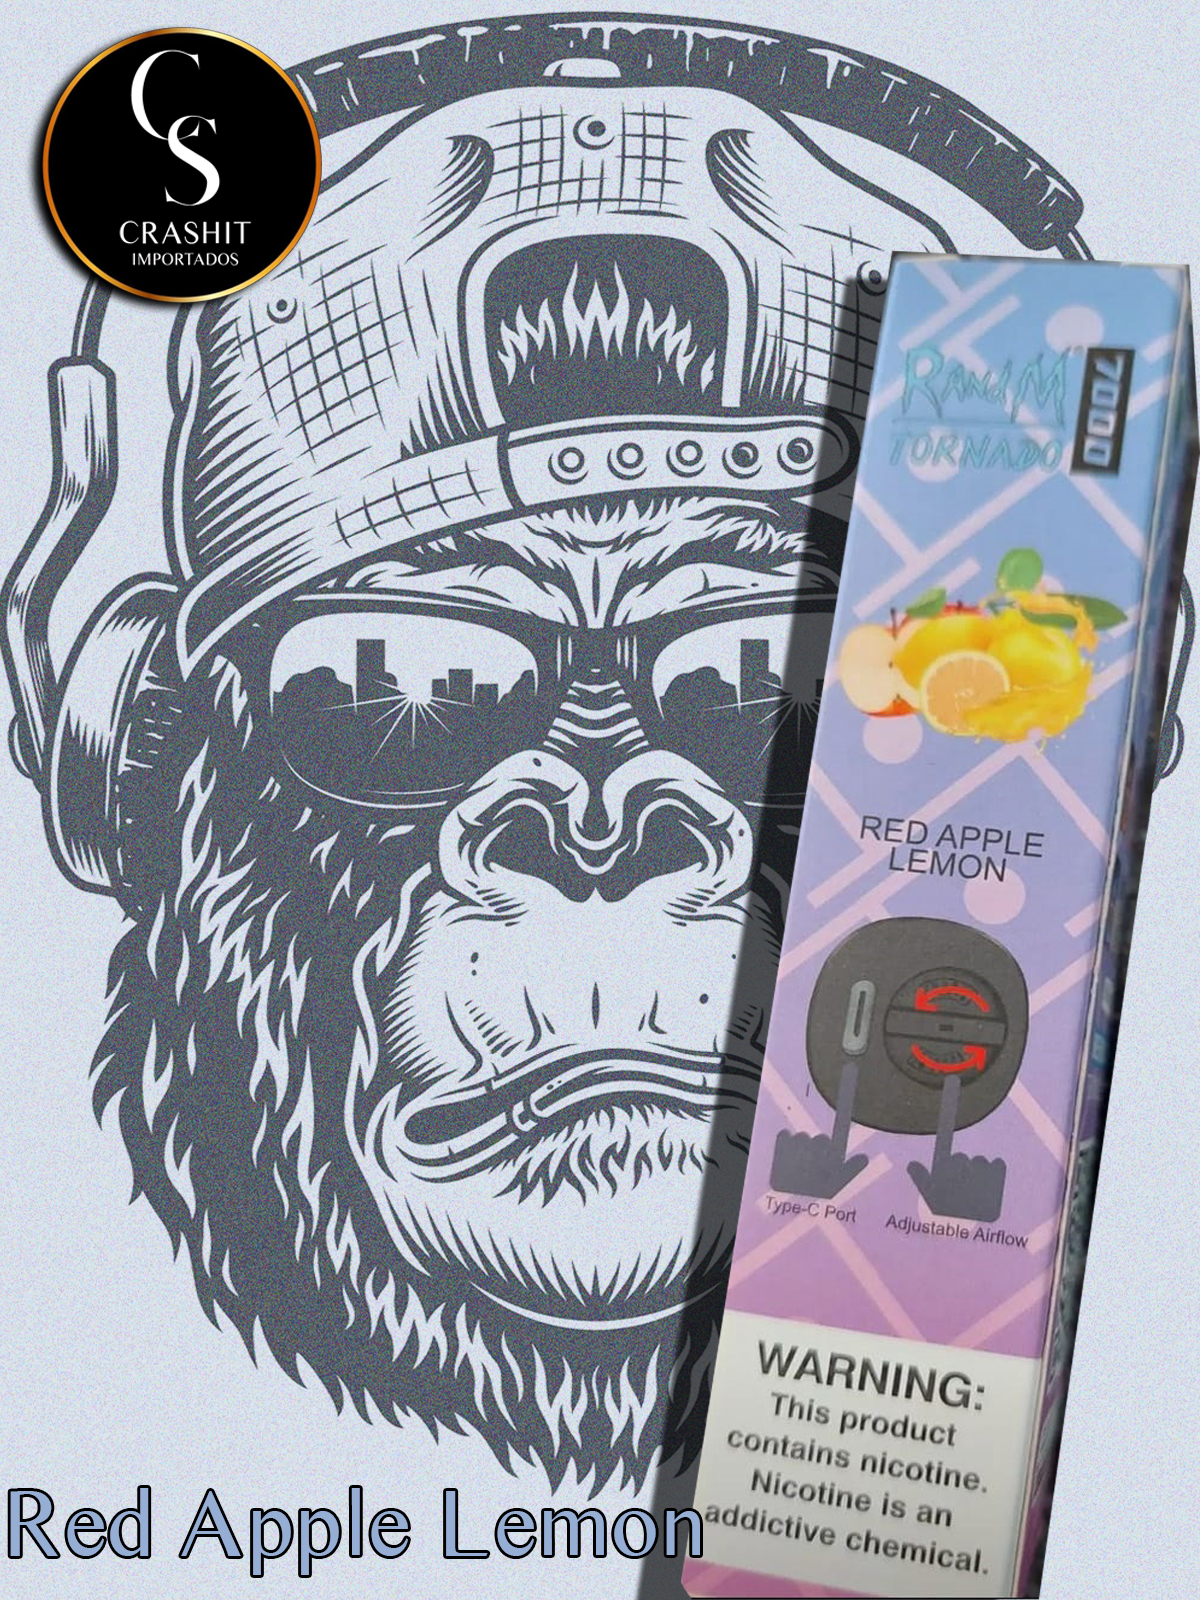 CS
CRASHIT
IMPORTADOS
RandM
TORNADO
7000
RED APPLE
LEMON
Type-C Port
Adjustable Airflow
WARNING:
This product
contains nicotine.
Nicotine is an
addictive chemical.
Red Apple Lemon